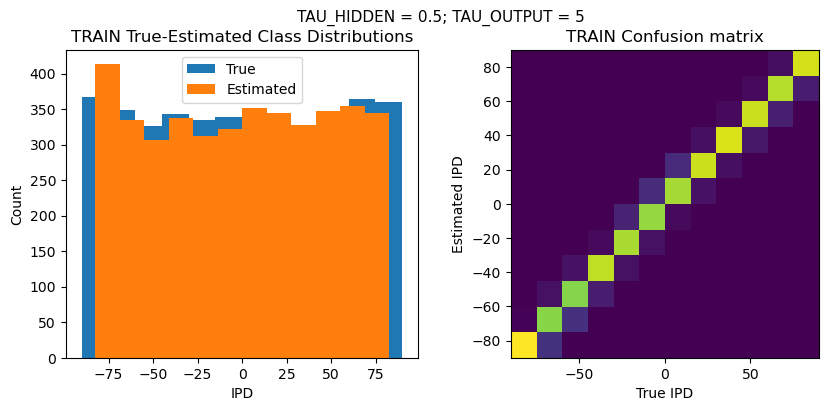 TAU_HIDDEN = 0.5; TAU_OUTPUT = 5
TRAIN True-Estimated Class Distributions
True
Estimated
400
350
300
250
200
150
100
50
0
Count
−75 −50 −25 0 25 50 75
IPD
TRAIN Confusion matrix
80
60
40
20
0
−20
−40
−60
−80
Estimated IPD
−50 0 50
True IPD